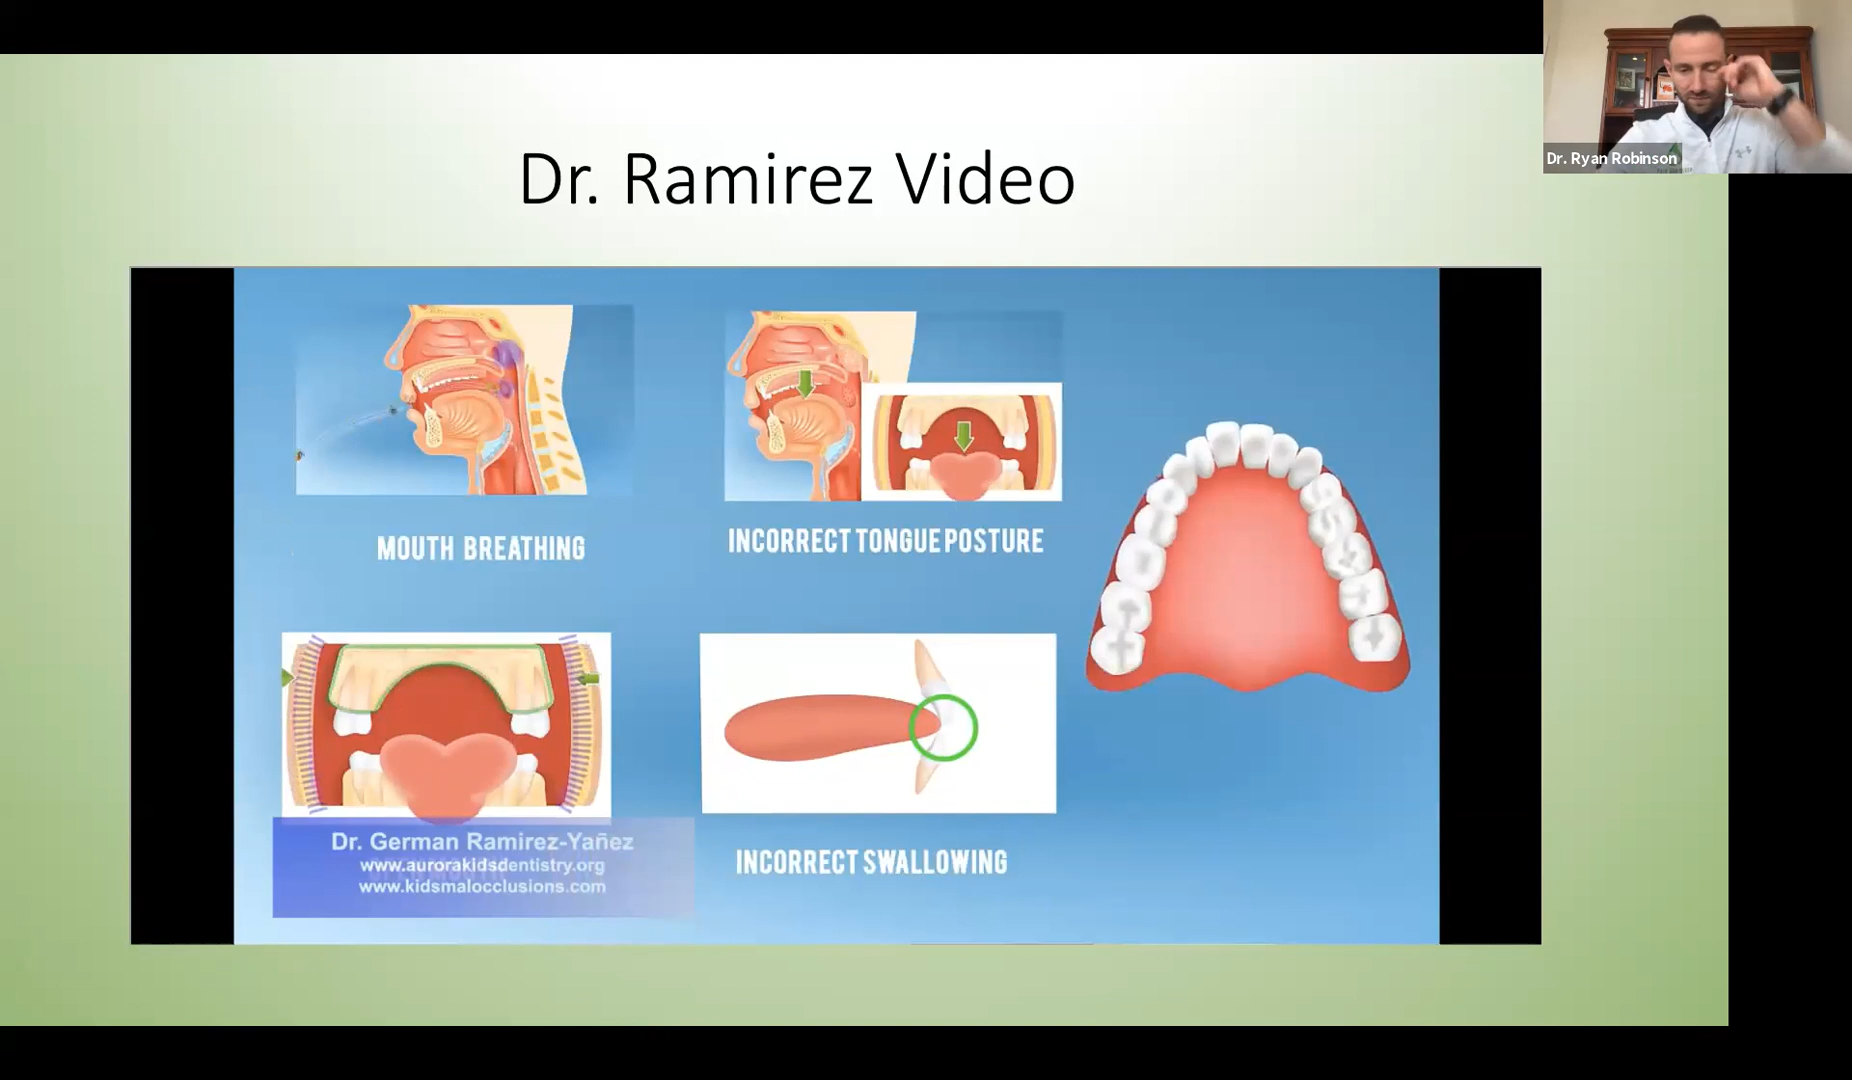 Dr. Ryan Robinson
Dr. Ramirez Video
MOUTH BREATHING
INCORRECT TONGUE POSTURE
Dr. German Ramirez-Yañez
www.aurorakidsdentistry.org
www.kidsmalocclusions.com
INCORRECT SWALLOWING